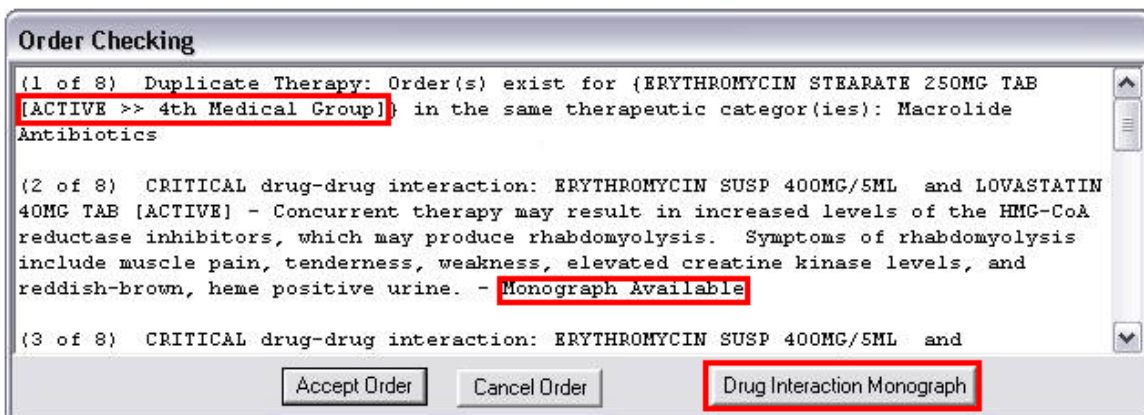 Order Checking
(1 of 8)  Duplicate Therapy: Order(s) exist for {ERYTHROMYCIN STEARATE 250MG TAB
[ACTIVE >> 4th Medical Group]} in the same therapeutic categor(ies): Macrolide
Antibiotics
(2 of 8)  CRITICAL drug-drug interaction: ERYTHROMYCIN SUSP 400MG/5ML  and LOVASTATIN
40MG TAB [ACTIVE] - Concurrent therapy may result in increased levels of the HMG-CoA
reductase inhibitors, which may produce rhabdomyolysis.  Symptoms of rhabdomyolysis
include muscle pain, tenderness, weakness, elevated creatine kinase levels, and
reddish-brown, heme positive urine. - Monograph Available
(3 of 8)  CRITICAL drug-drug interaction: ERYTHROMYCIN SUSP 400MG/5ML  and
Accept Order Cancel Order Drug Interaction Monograph